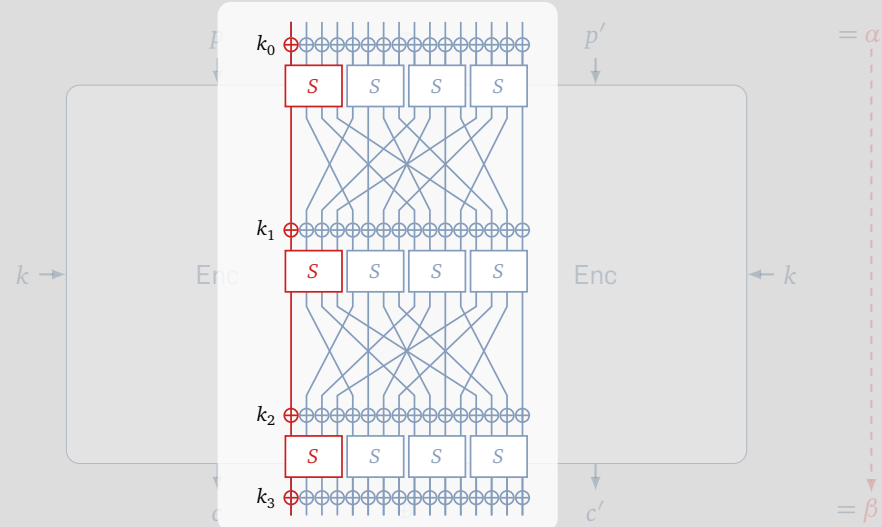 p p′ = α
k₀
S S S S
k₁
S S S S
k Enc Enc k
k₂
S S S S
k₃
c c′ = β